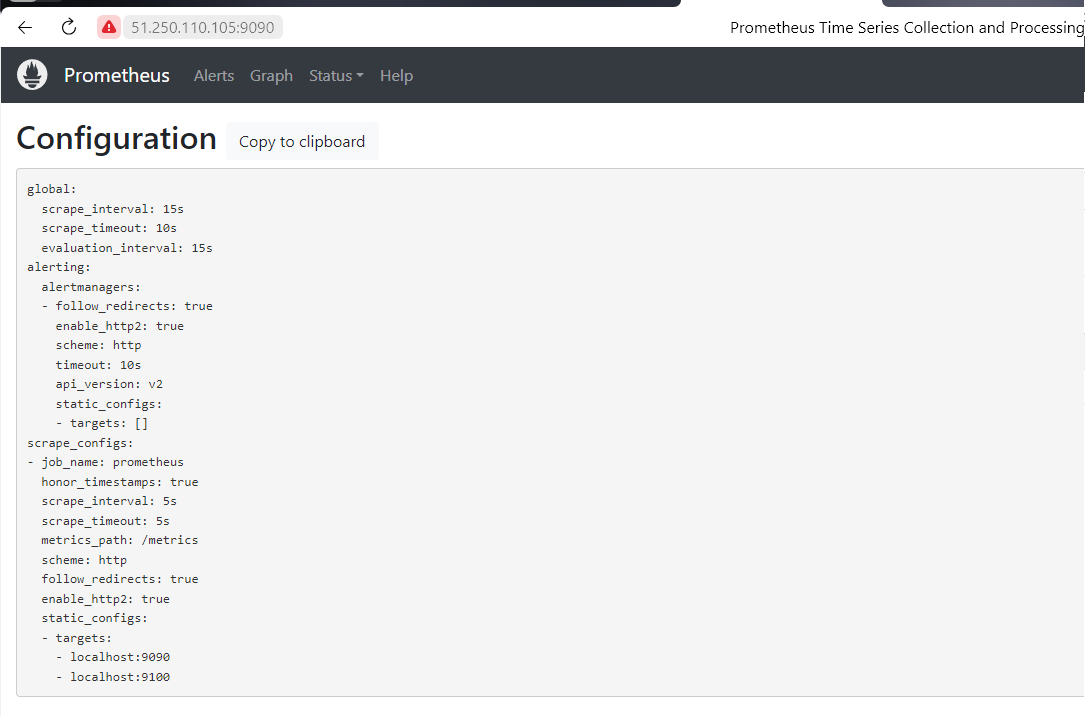 51.250.110.105:9090 Prometheus Time Series Collection and Processing
Prometheus Alerts Graph Status Help
Configuration Copy to clipboard
global:
  scrape_interval: 15s
  scrape_timeout: 10s
  evaluation_interval: 15s
alerting:
  alertmanagers:
  - follow_redirects: true
    enable_http2: true
    scheme: http
    timeout: 10s
    api_version: v2
    static_configs:
    - targets: []
scrape_configs:
- job_name: prometheus
  honor_timestamps: true
  scrape_interval: 5s
  scrape_timeout: 5s
  metrics_path: /metrics
  scheme: http
  follow_redirects: true
  enable_http2: true
  static_configs:
  - targets:
    - localhost:9090
    - localhost:9100